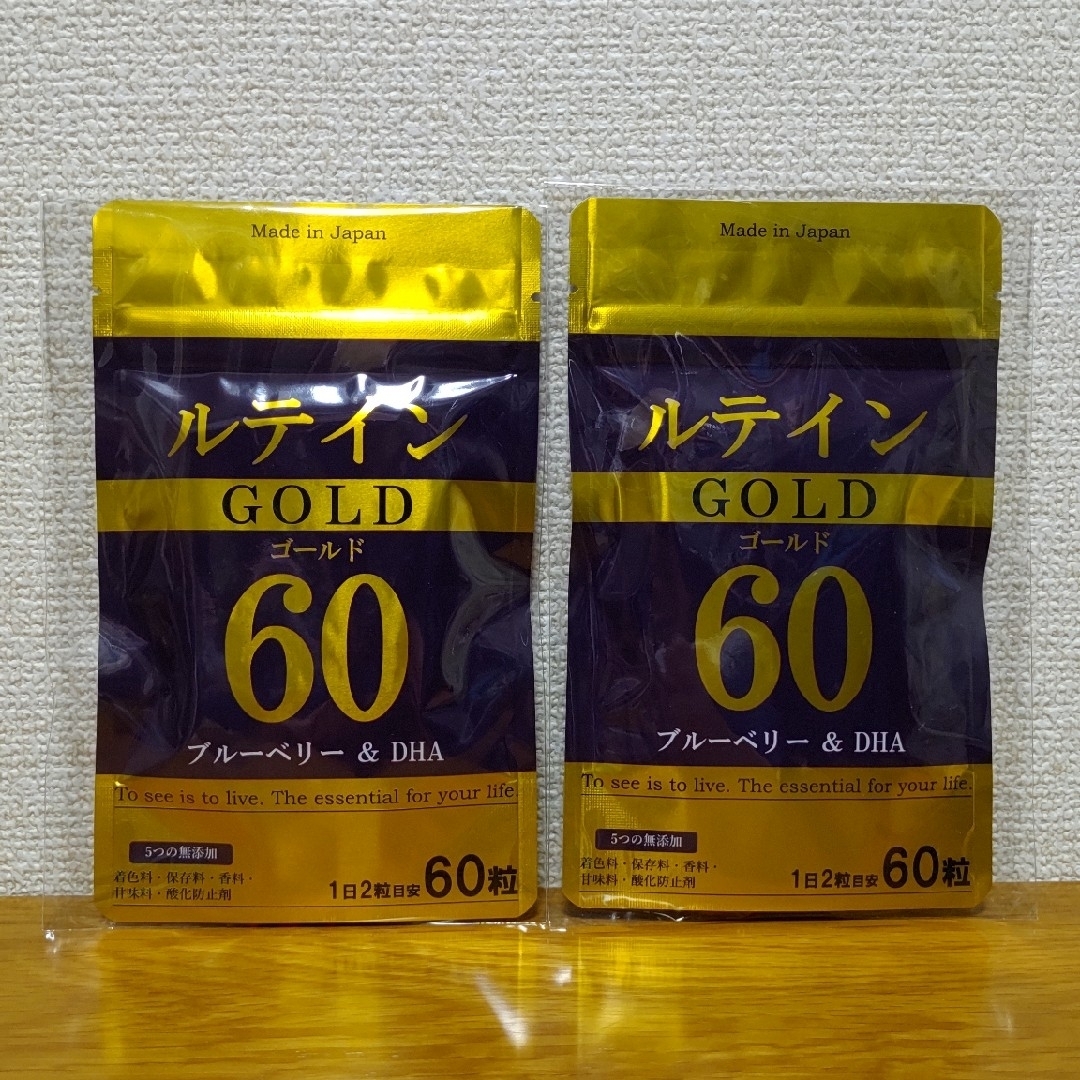 Made in Japan
ルテイン
GOLD
ゴールド
60
ブルーベリー & DHA
To see is to live. The essential for your life
5つの無添加
着色料・保存料・香料・
甘味料・酸化防止剤
1日2粒目安 60粒
Made in Japan
ルテイン
GOLD
ゴールド
60
ブルーベリー & DHA
To see is to live. The essential for your life.
5つの無添加
着色料・保存料・香料・
甘味料・酸化防止剤
1日2粒目安 60粒